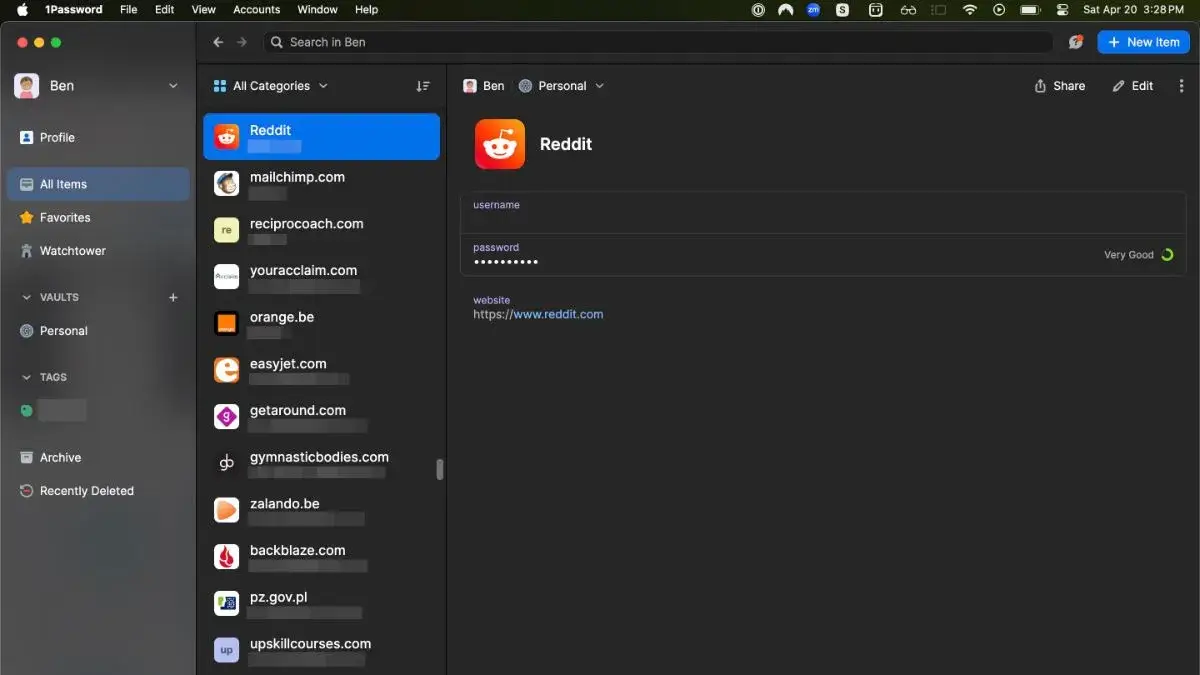 1Password File Edit View Accounts Window Help
zm S Sat Apr 20 3:28 PM
Search in Ben
+ New Item
Ben
Profile
All Items
Favorites
Watchtower
VAULTS +
Personal
TAGS
Archive
Recently Deleted
All Categories
Reddit
mailchimp.com
re
reciprocoach.com
youracclaim.com
orange.be
easyjet.com
getaround.com
gymnasticbodies.com
zalando.be
backblaze.com
pz.gov.pl
up
upskillcourses.com
Ben Personal
Share Edit
Reddit
username
password
••••••••••
Very Good
website
https://www.reddit.com